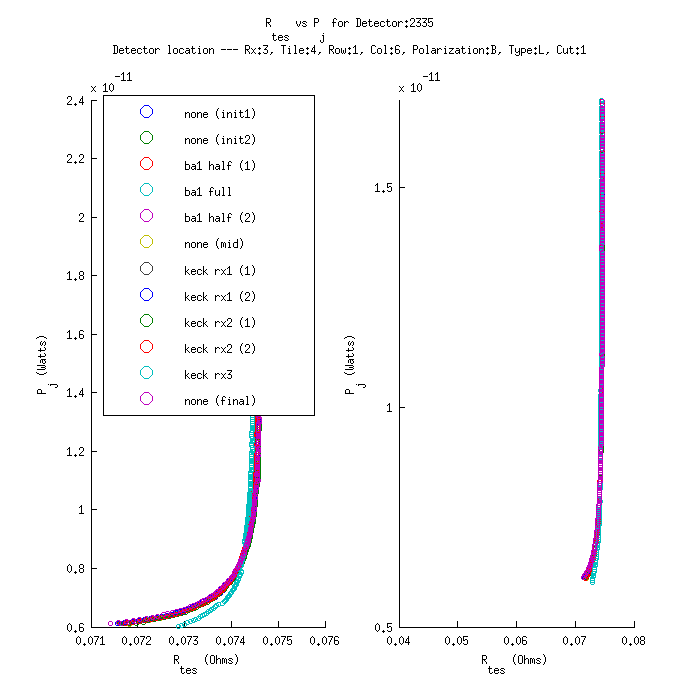 R tes vs P j for Detector:2335
Detector location --- Rx:3, Tile:4, Row:1, Col:6, Polarization:B, Type:L, Cut:1
x 10 -11
2.4
2.2
2
1.8
1.6
1.4
1.2
1
0.8
0.6
P j (Watts)
none (init1)
none (init2)
ba1 half (1)
ba1 full
ba1 half (2)
none (mid)
keck rx1 (1)
keck rx1 (2)
keck rx2 (1)
keck rx2 (2)
keck rx3
none (final)
0.071 0.072 0.073 0.074 0.075 0.076
R tes (Ohms)
x 10 -11
1.5
1
0.5
P j (Watts)
0.04 0.05 0.06 0.07 0.08
R tes (Ohms)